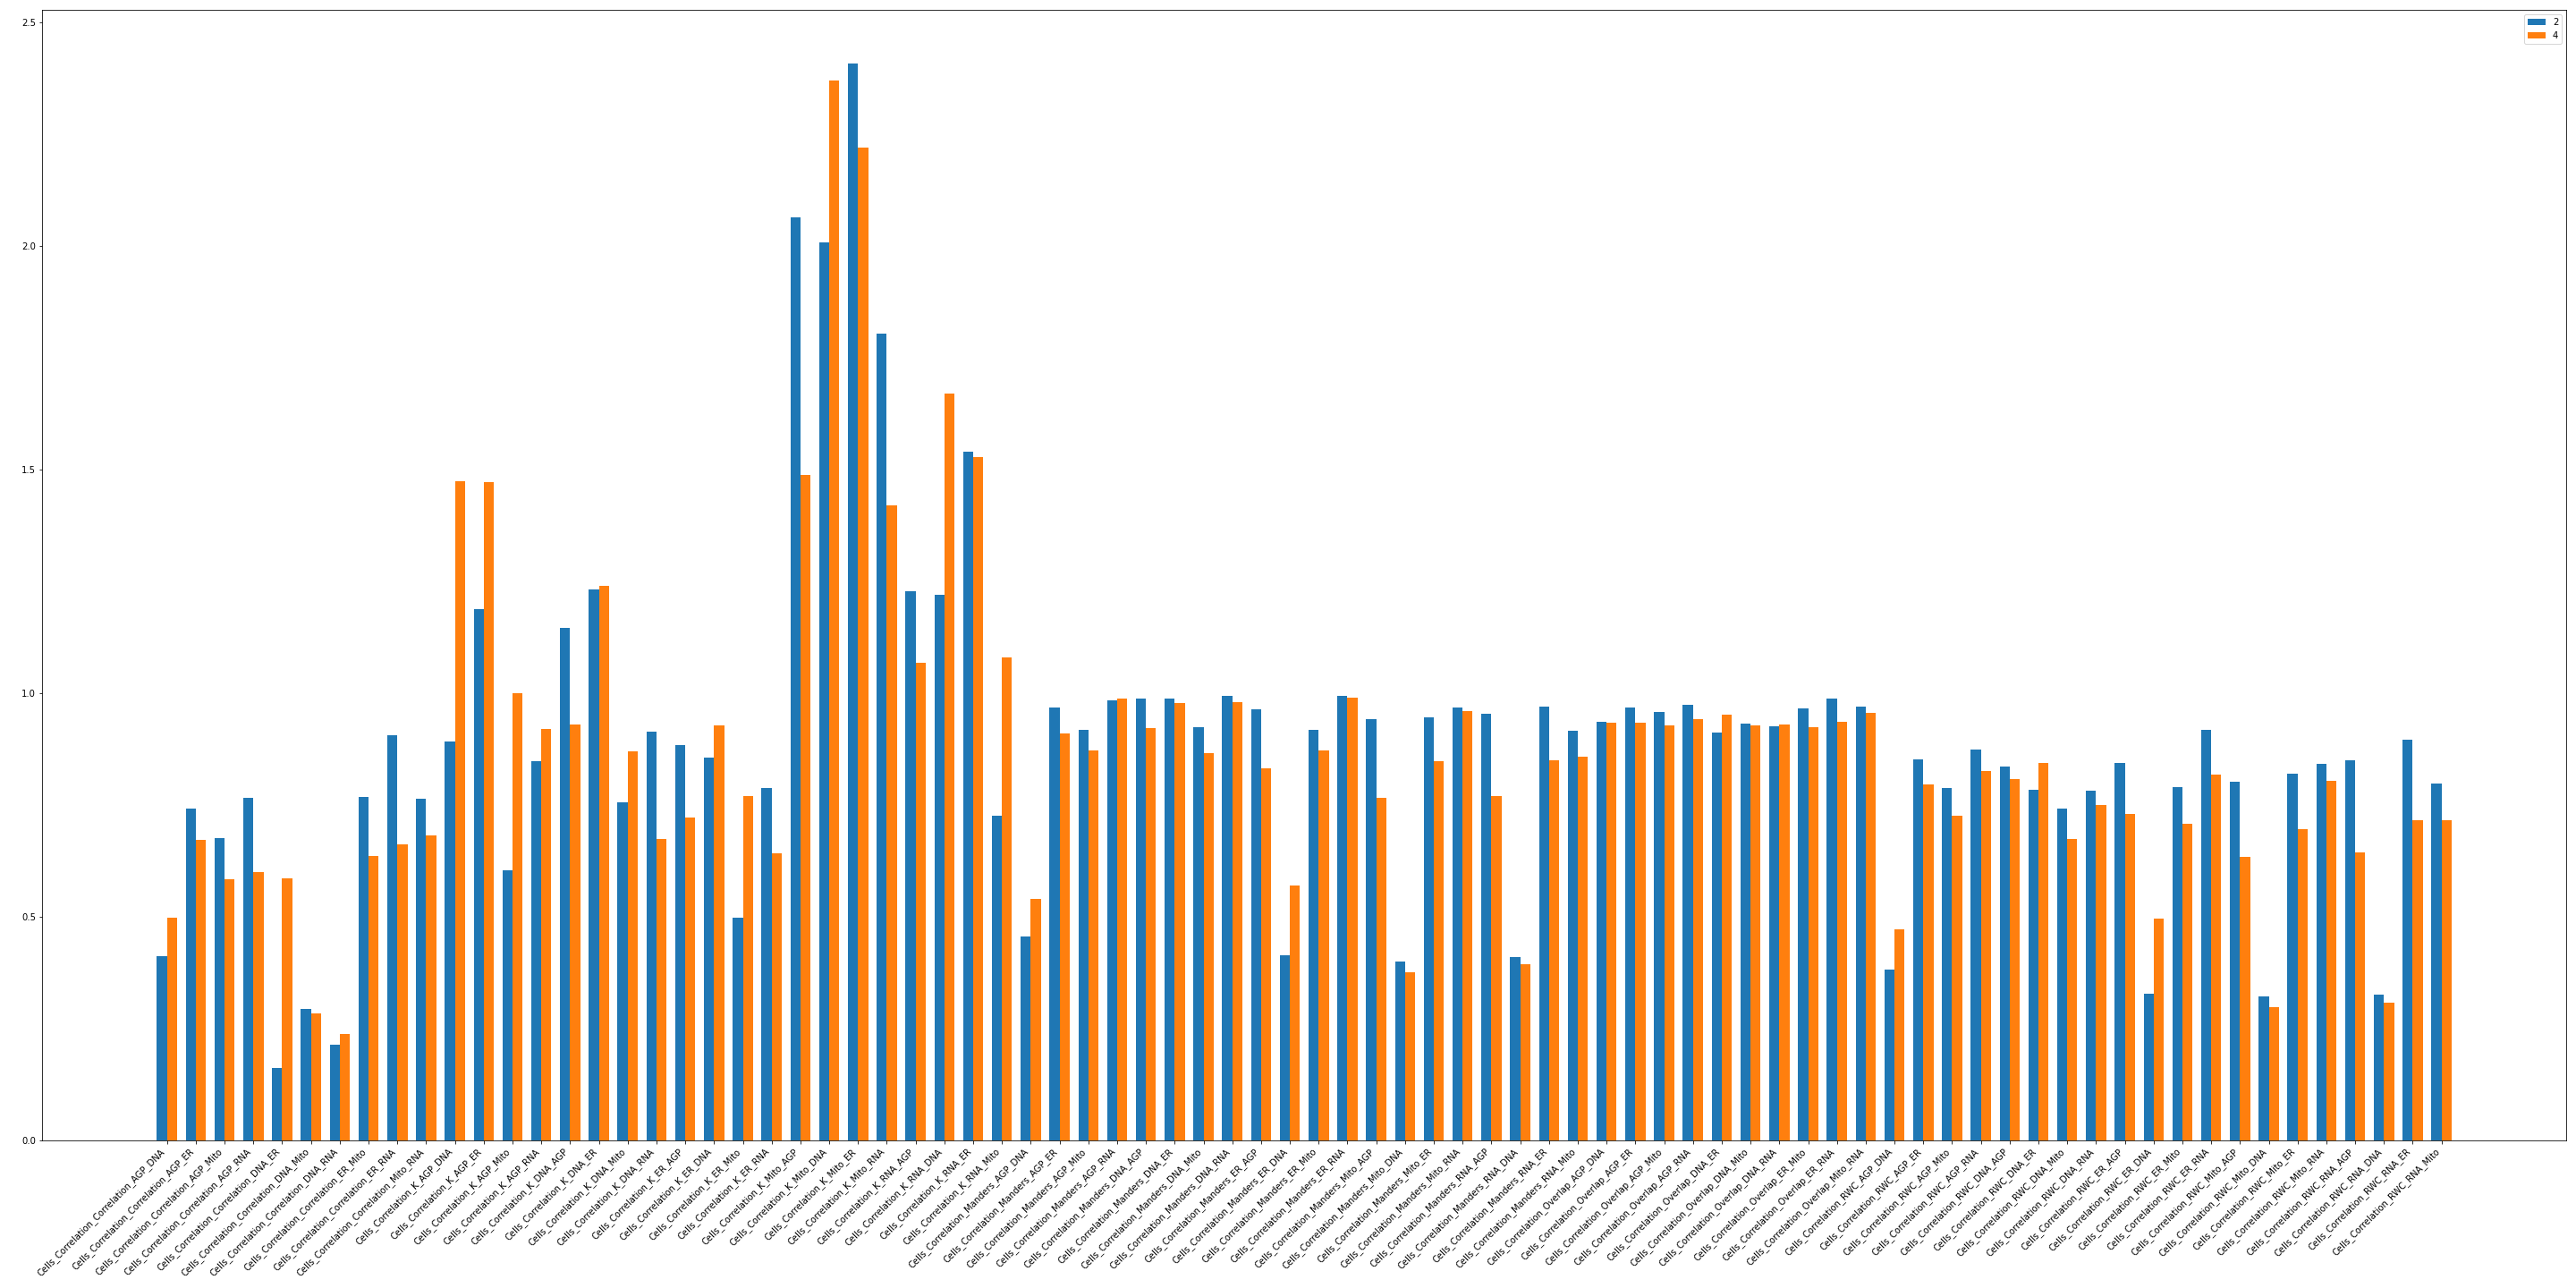 2.5
2.0
1.5
1.0
0.5
0.0
2
4
Cells_Correlation_Correlation_AGP_DNA
Cells_Correlation_Correlation_AGP_ER
Cells_Correlation_Correlation_AGP_Mito
Cells_Correlation_Correlation_AGP_RNA
Cells_Correlation_Correlation_DNA_ER
Cells_Correlation_Correlation_DNA_Mito
Cells_Correlation_Correlation_DNA_RNA
Cells_Correlation_Correlation_ER_Mito
Cells_Correlation_Correlation_ER_RNA
Cells_Correlation_Correlation_Mito_RNA
Cells_Correlation_K_AGP_DNA
Cells_Correlation_K_AGP_ER
Cells_Correlation_K_AGP_Mito
Cells_Correlation_K_AGP_RNA
Cells_Correlation_K_DNA_AGP
Cells_Correlation_K_DNA_ER
Cells_Correlation_K_DNA_Mito
Cells_Correlation_K_DNA_RNA
Cells_Correlation_K_ER_AGP
Cells_Correlation_K_ER_DNA
Cells_Correlation_K_ER_Mito
Cells_Correlation_K_ER_RNA
Cells_Correlation_K_Mito_AGP
Cells_Correlation_K_Mito_DNA
Cells_Correlation_K_Mito_ER
Cells_Correlation_K_Mito_RNA
Cells_Correlation_K_RNA_AGP
Cells_Correlation_K_RNA_DNA
Cells_Correlation_K_RNA_ER
Cells_Correlation_K_RNA_Mito
Cells_Correlation_Manders_AGP_DNA
Cells_Correlation_Manders_AGP_ER
Cells_Correlation_Manders_AGP_Mito
Cells_Correlation_Manders_AGP_RNA
Cells_Correlation_Manders_DNA_AGP
Cells_Correlation_Manders_DNA_ER
Cells_Correlation_Manders_DNA_Mito
Cells_Correlation_Manders_DNA_RNA
Cells_Correlation_Manders_ER_AGP
Cells_Correlation_Manders_ER_DNA
Cells_Correlation_Manders_ER_Mito
Cells_Correlation_Manders_ER_RNA
Cells_Correlation_Manders_Mito_AGP
Cells_Correlation_Manders_Mito_DNA
Cells_Correlation_Manders_Mito_ER
Cells_Correlation_Manders_Mito_RNA
Cells_Correlation_Manders_RNA_AGP
Cells_Correlation_Manders_RNA_DNA
Cells_Correlation_Manders_RNA_ER
Cells_Correlation_Manders_RNA_Mito
Cells_Correlation_Overlap_AGP_DNA
Cells_Correlation_Overlap_AGP_ER
Cells_Correlation_Overlap_AGP_Mito
Cells_Correlation_Overlap_AGP_RNA
Cells_Correlation_Overlap_DNA_ER
Cells_Correlation_Overlap_DNA_Mito
Cells_Correlation_Overlap_DNA_RNA
Cells_Correlation_Overlap_ER_Mito
Cells_Correlation_Overlap_ER_RNA
Cells_Correlation_Overlap_Mito_RNA
Cells_Correlation_RWC_AGP_DNA
Cells_Correlation_RWC_AGP_ER
Cells_Correlation_RWC_AGP_Mito
Cells_Correlation_RWC_AGP_RNA
Cells_Correlation_RWC_DNA_AGP
Cells_Correlation_RWC_DNA_ER
Cells_Correlation_RWC_DNA_Mito
Cells_Correlation_RWC_DNA_RNA
Cells_Correlation_RWC_ER_AGP
Cells_Correlation_RWC_ER_DNA
Cells_Correlation_RWC_ER_Mito
Cells_Correlation_RWC_ER_RNA
Cells_Correlation_RWC_Mito_AGP
Cells_Correlation_RWC_Mito_DNA
Cells_Correlation_RWC_Mito_ER
Cells_Correlation_RWC_Mito_RNA
Cells_Correlation_RWC_RNA_AGP
Cells_Correlation_RWC_RNA_DNA
Cells_Correlation_RWC_RNA_ER
Cells_Correlation_RWC_RNA_Mito